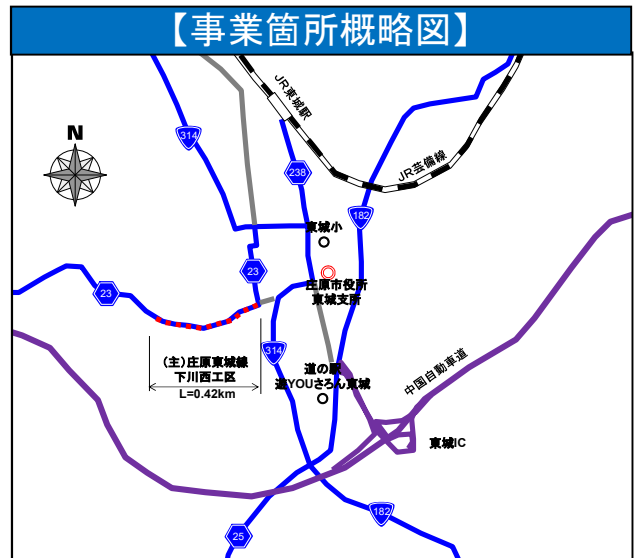 【事業箇所概略図】
JR東城駅
N
314
238
JR芸備線
182
東城小
23
庄原市役所
東城支所
23
(主)庄原東城線
下川西工区
L=0.42km
314
道の駅
遊YOUさろん東城
中国自動車道
東城IC
182
25